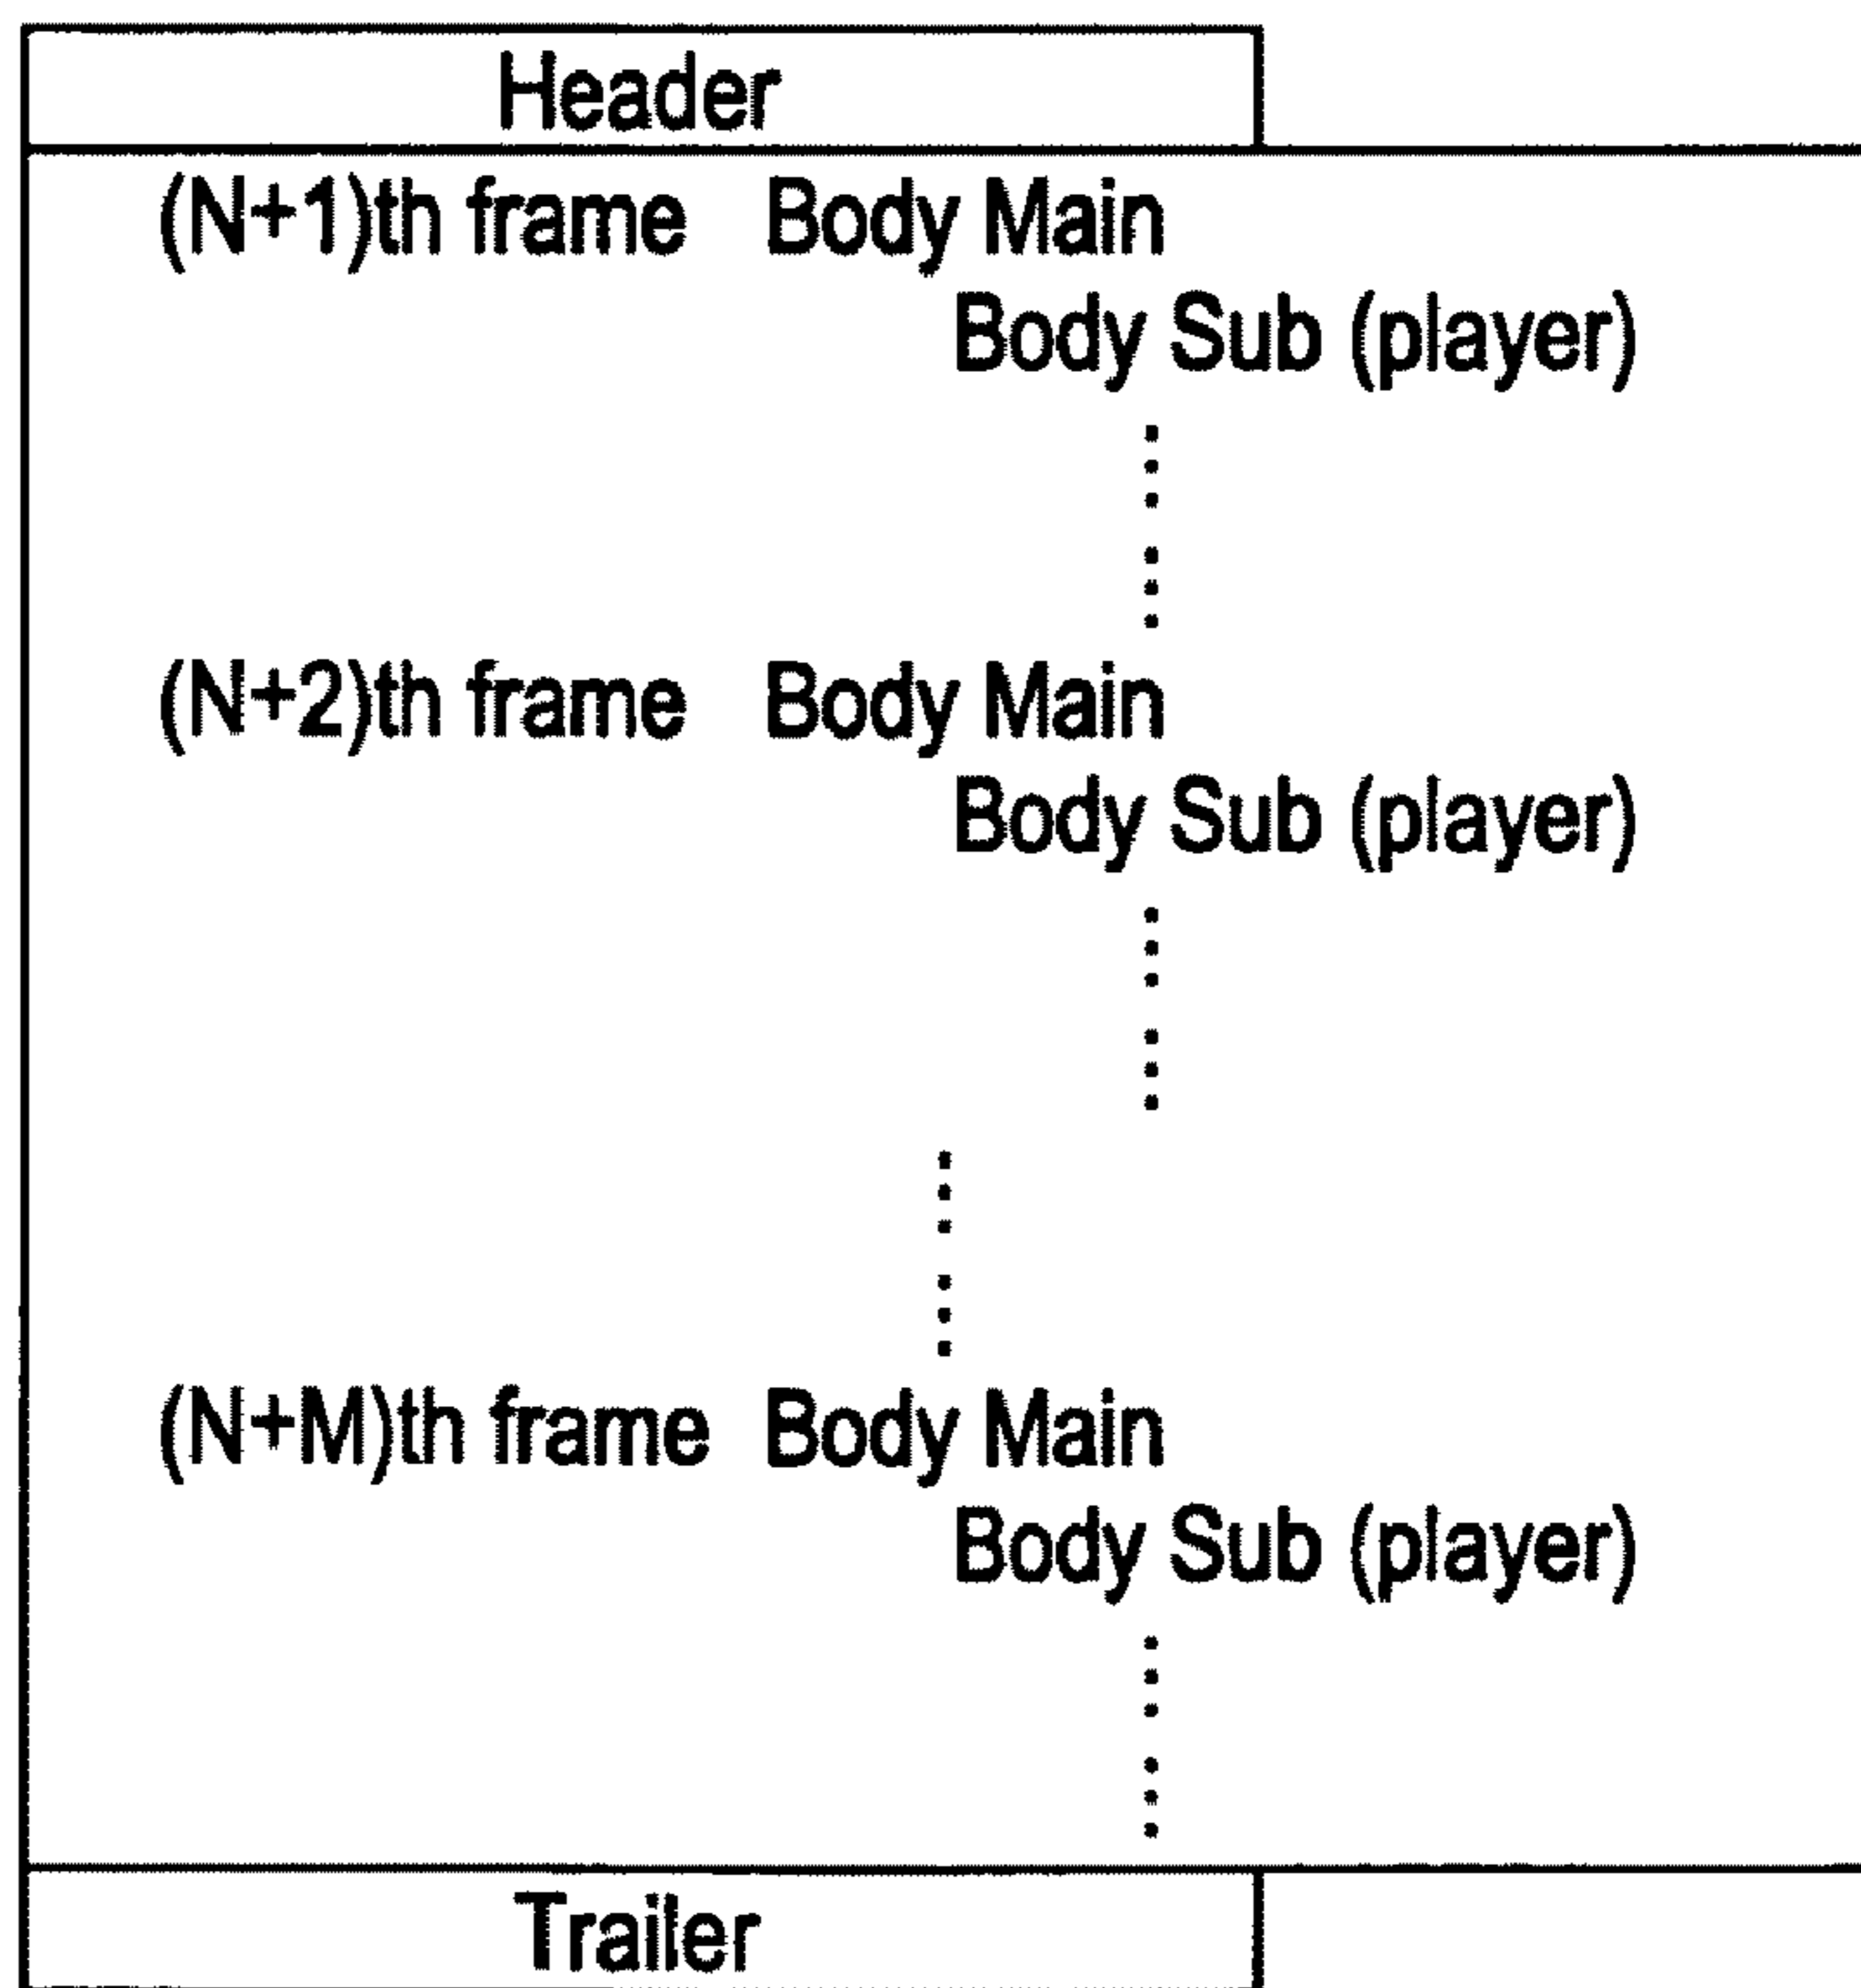 Header
(N+1)th frame Body Main
Body Sub (player)
(N+2)th frame Body Main
Body Sub (player)
(N+M)th frame Body Main
Body Sub (player)
Trailer